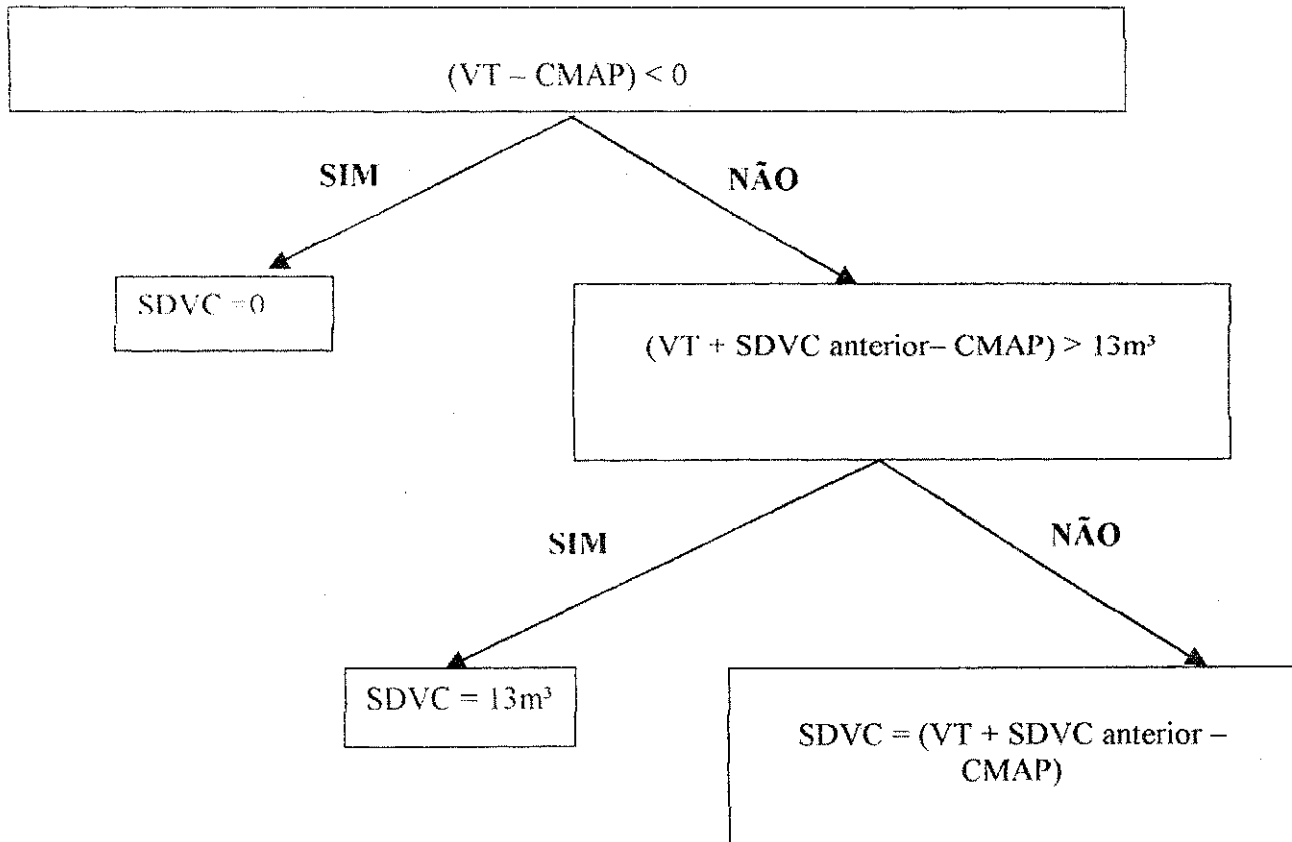 (VT – CMAP) < 0
SIM
NÃO
SDVC =0
(VT + SDVC anterior– CMAP) > 13m³
SIM
NÃO
SDVC = 13m³
SDVC = (VT + SDVC anterior –
CMAP)